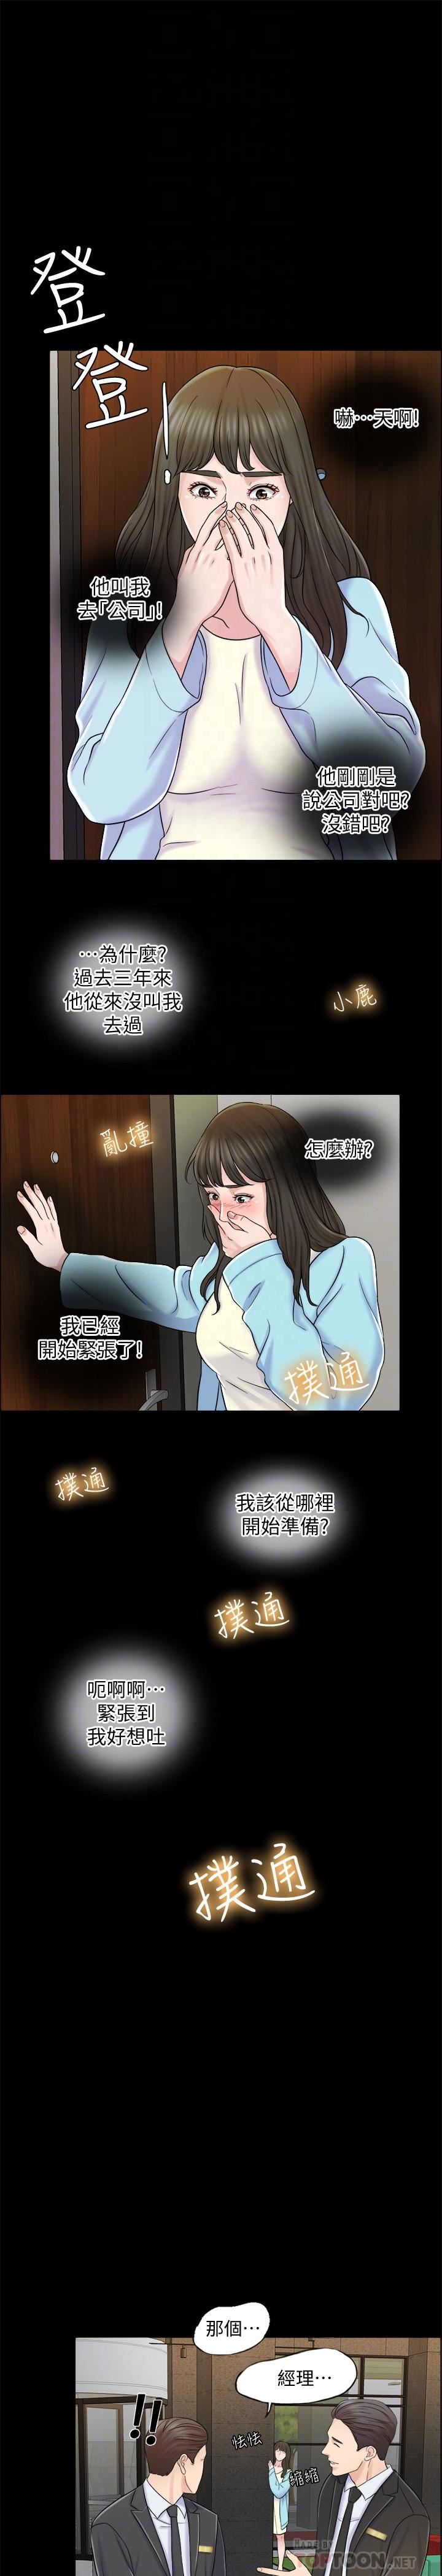 登
登
!
嚇…天啊!
他叫我
去「公司」!
他剛剛是
說公司對吧?
沒錯吧?
…為什麼?
過去三年來
他從來沒叫我
去過
小鹿
亂撞
怎麼辦?
我已經
開始緊張了!
撲通
撲通
我該從哪裡
開始準備?
撲通
呃啊啊…
緊張到
我好想吐
撲通
那個…
經理…
!!
怯怯
縮縮
TOPTOON.NET